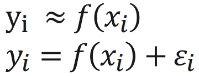 yᵢ ≈ f(xᵢ)
yᵢ = f(xᵢ) + εᵢ